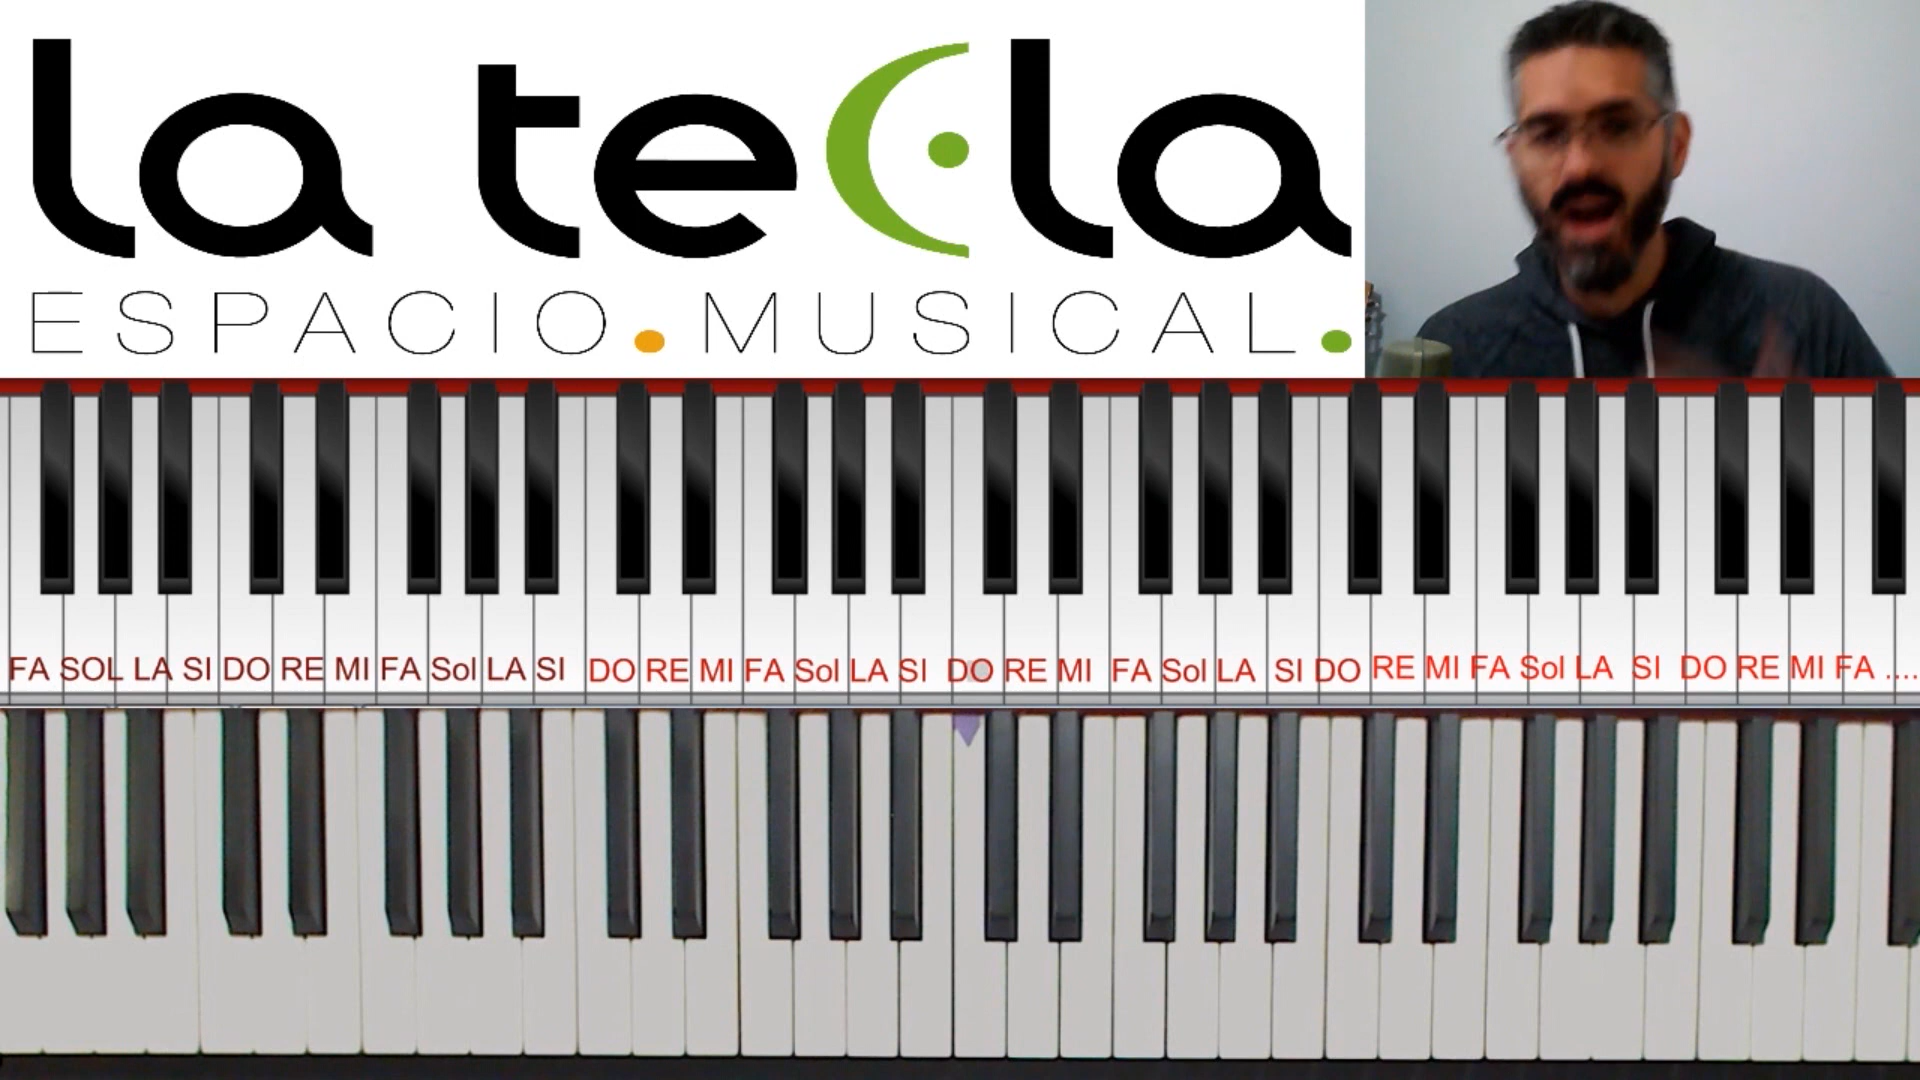 la tecla
ESPACIO.MUSICAL.
FA SOL LA SI DO RE MI FA Sol LA SI DO RE MI FA Sol LA SI DO RE MI FA Sol LA SI DO RE MI FA Sol LA SI DO RE MI FA ....